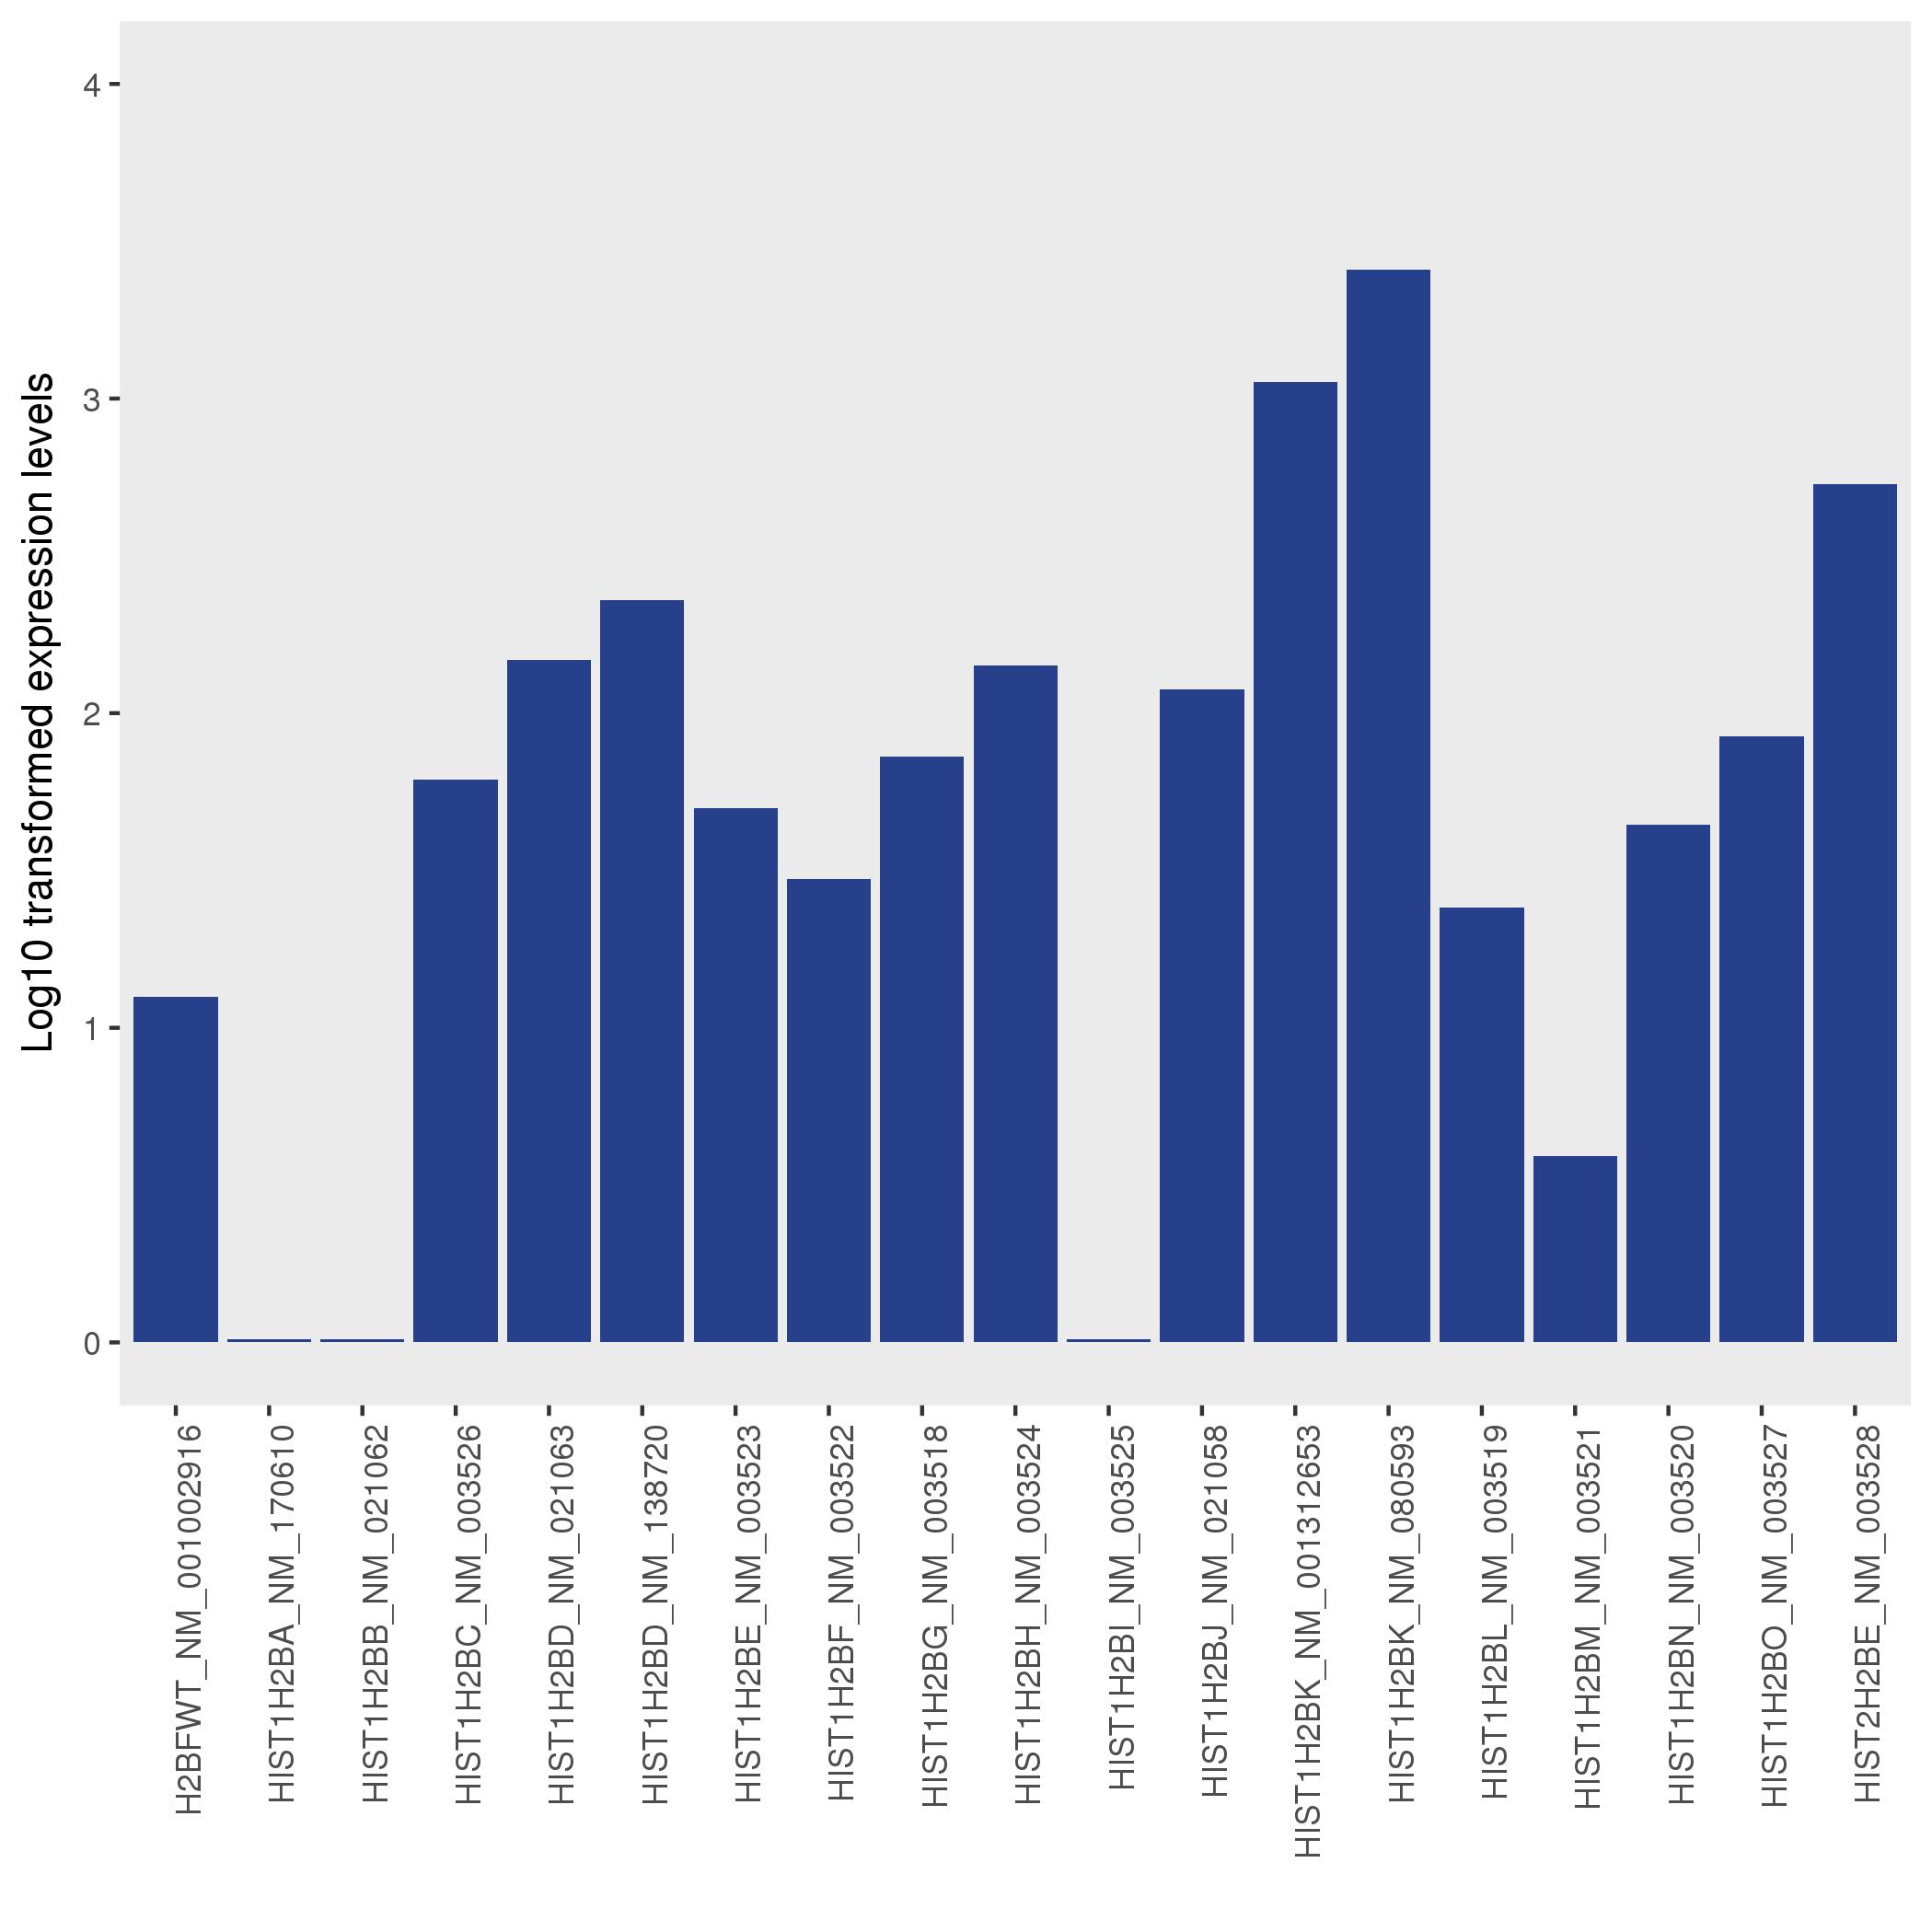 Log10 transformed expression levels
4
3
2
1
0
H2BFWT_NM_001002916
HIST1H2BA_NM_170610
HIST1H2BB_NM_021062
HIST1H2BC_NM_003526
HIST1H2BD_NM_021063
HIST1H2BD_NM_138720
HIST1H2BE_NM_003523
HIST1H2BF_NM_003522
HIST1H2BG_NM_003518
HIST1H2BH_NM_003524
HIST1H2BI_NM_003525
HIST1H2BJ_NM_021058
HIST1H2BK_NM_001312653
HIST1H2BK_NM_080593
HIST1H2BL_NM_003519
HIST1H2BM_NM_003521
HIST1H2BN_NM_003520
HIST1H2BO_NM_003527
HIST2H2BE_NM_003528